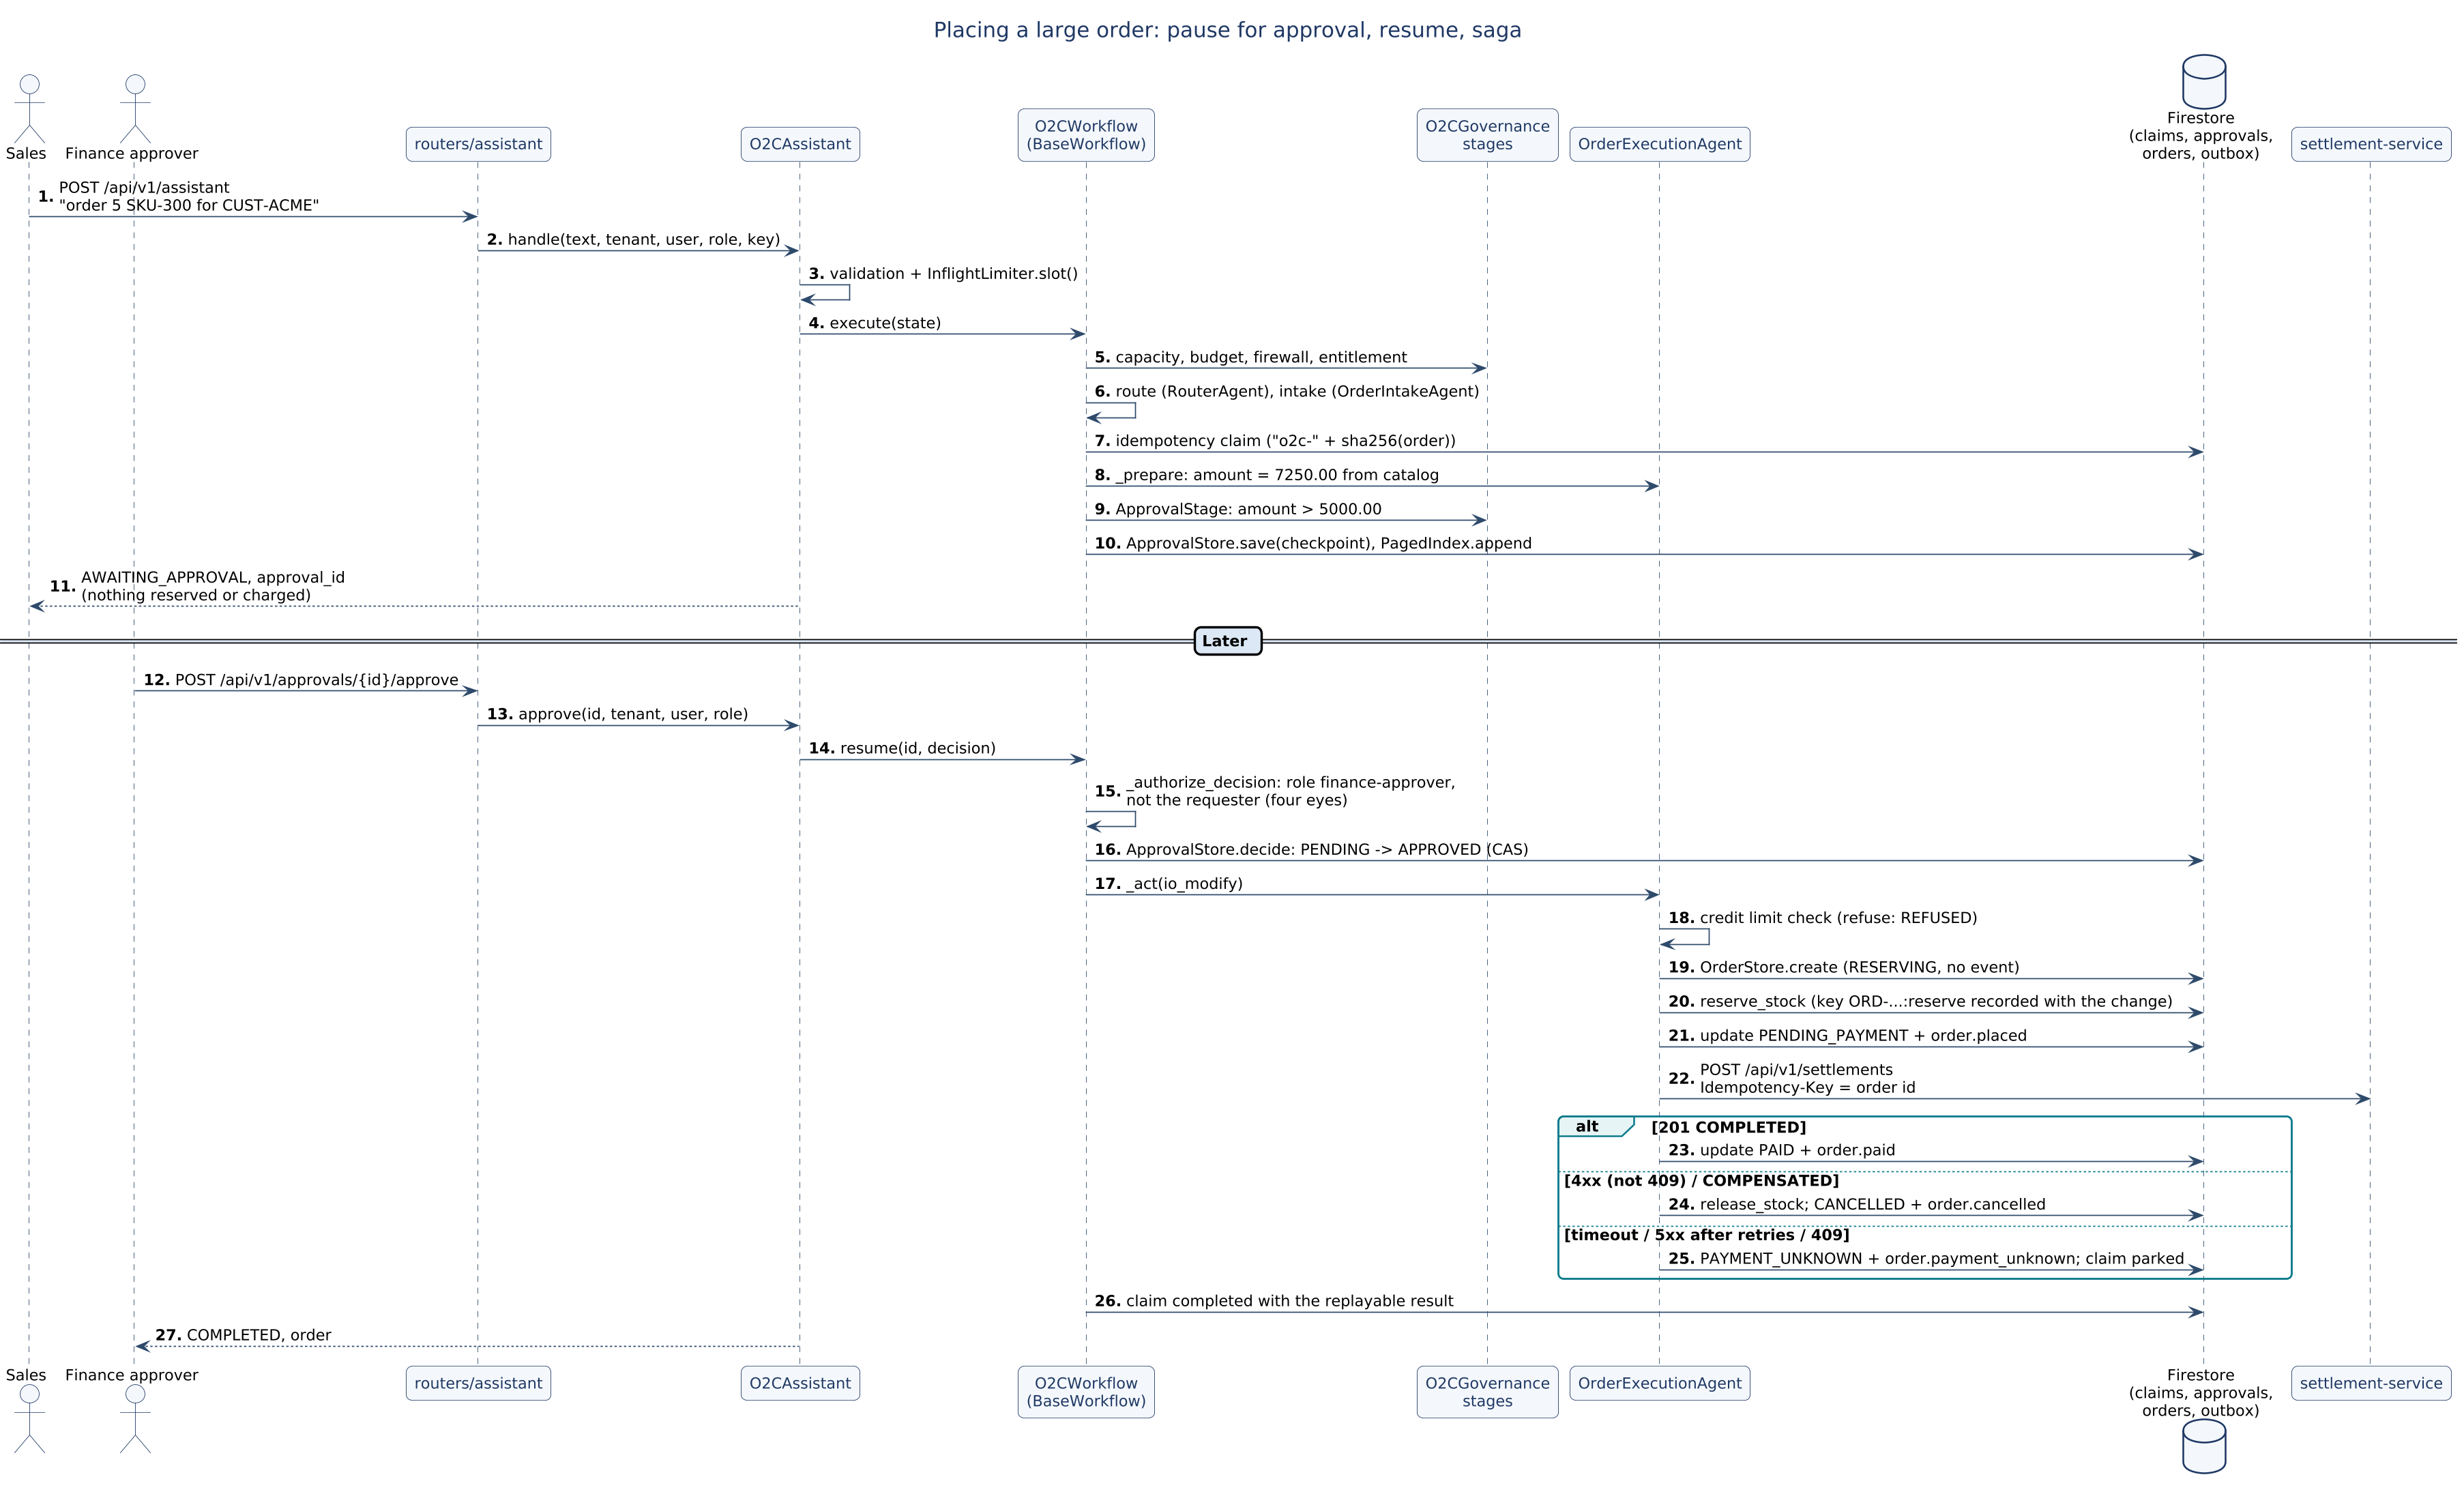 Placing a large order: pause for approval, resume, saga
Sales
Finance approver
routers/assistant
O2CAssistant
O2CWorkflow
(BaseWorkflow)
O2CGovernance
stages
OrderExecutionAgent
Firestore
(claims, approvals,
orders, outbox)
settlement-service
1. POST /api/v1/assistant
"order 5 SKU-300 for CUST-ACME"
2. handle(text, tenant, user, role, key)
3. validation + InflightLimiter.slot()
4. execute(state)
5. capacity, budget, firewall, entitlement
6. route (RouterAgent), intake (OrderIntakeAgent)
7. idempotency claim ("o2c-" + sha256(order))
8. _prepare: amount = 7250.00 from catalog
9. ApprovalStage: amount > 5000.00
10. ApprovalStore.save(checkpoint), PagedIndex.append
11. AWAITING_APPROVAL, approval_id
(nothing reserved or charged)
Later
12. POST /api/v1/approvals/{id}/approve
13. approve(id, tenant, user, role)
14. resume(id, decision)
15. _authorize_decision: role finance-approver,
not the requester (four eyes)
16. ApprovalStore.decide: PENDING -> APPROVED (CAS)
17. _act(io_modify)
18. credit limit check (refuse: REFUSED)
19. OrderStore.create (RESERVING, no event)
20. reserve_stock (key ORD-...:reserve recorded with the change)
21. update PENDING_PAYMENT + order.placed
22. POST /api/v1/settlements
Idempotency-Key = order id
alt [201 COMPLETED]
23. update PAID + order.paid
[4xx (not 409) / COMPENSATED]
24. release_stock; CANCELLED + order.cancelled
[timeout / 5xx after retries / 409]
25. PAYMENT_UNKNOWN + order.payment_unknown; claim parked
26. claim completed with the replayable result
27. COMPLETED, order
Sales
Finance approver
routers/assistant
O2CAssistant
O2CWorkflow
(BaseWorkflow)
O2CGovernance
stages
OrderExecutionAgent
Firestore
(claims, approvals,
orders, outbox)
settlement-service